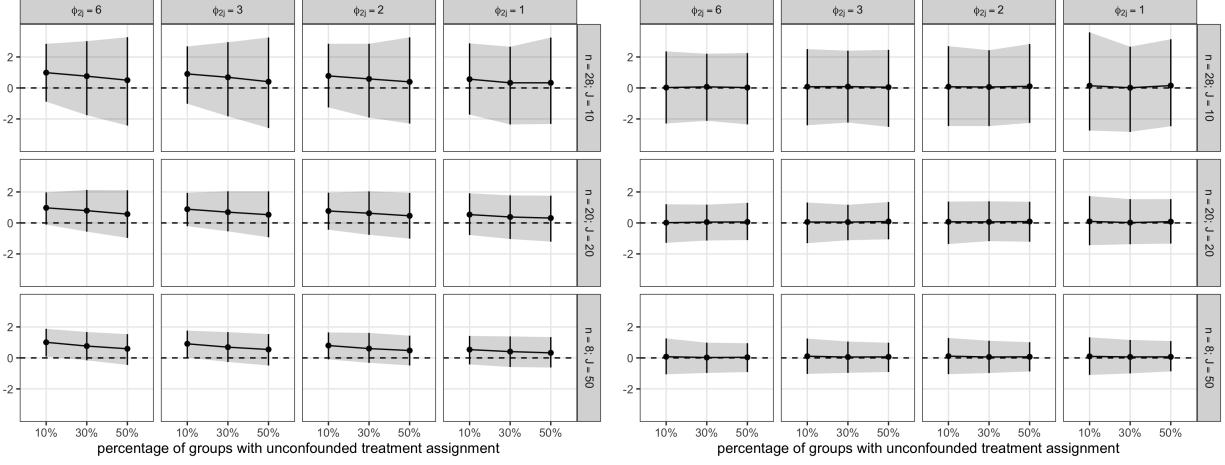 ϕ2j = 6 ϕ2j = 3 ϕ2j = 2 ϕ2j = 1 ϕ2j = 6 ϕ2j = 3 ϕ2j = 2 ϕ2j = 1
2
0
-2
n = 28; J = 10
2
0
-2
n = 28; J = 10
2
0
-2
n = 20; J = 20
2
0
-2
n = 20; J = 20
2
0
-2
n = 8; J = 50
2
0
-2
n = 8; J = 50
10% 30% 50% 10% 30% 50% 10% 30% 50% 10% 30% 50% 10% 30% 50% 10% 30% 50% 10% 30% 50% 10% 30% 50%
percentage of groups with unconfounded treatment assignment percentage of groups with unconfounded treatment assignment